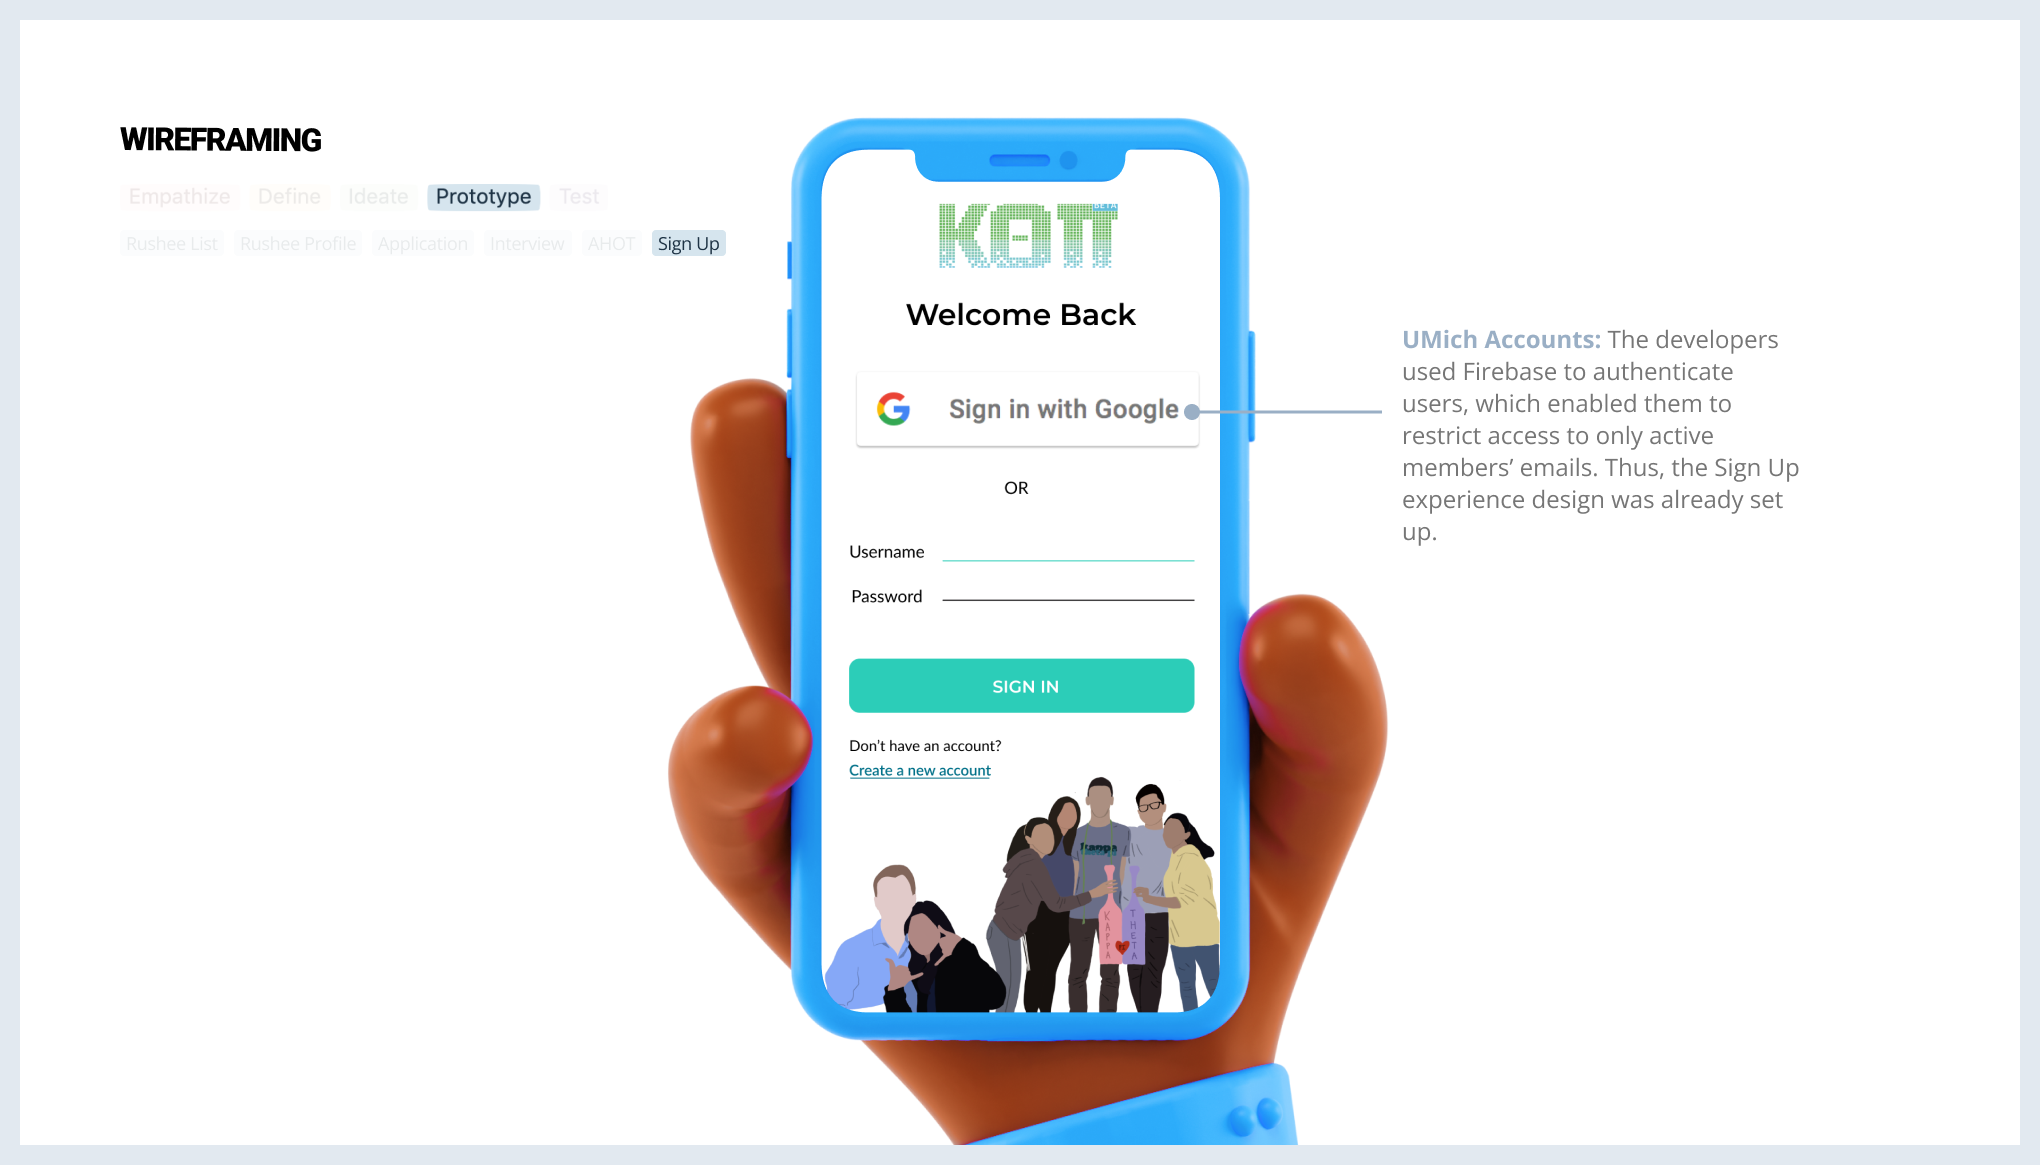 WIREFRAMING
Empathize Define Ideate Prototype Test
Rushee List Rushee Profile Application Interview AHOT Sign Up
ΚΘΠ
BETA
Welcome Back
Sign in with Google
OR
Username
Password
SIGN IN
Don't have an account?
Create a new account
kappa
KAPPA
THETA
UMich Accounts: The developers
used Firebase to authenticate
users, which enabled them to
restrict access to only active
members’ emails. Thus, the Sign Up
experience design was already set
up.